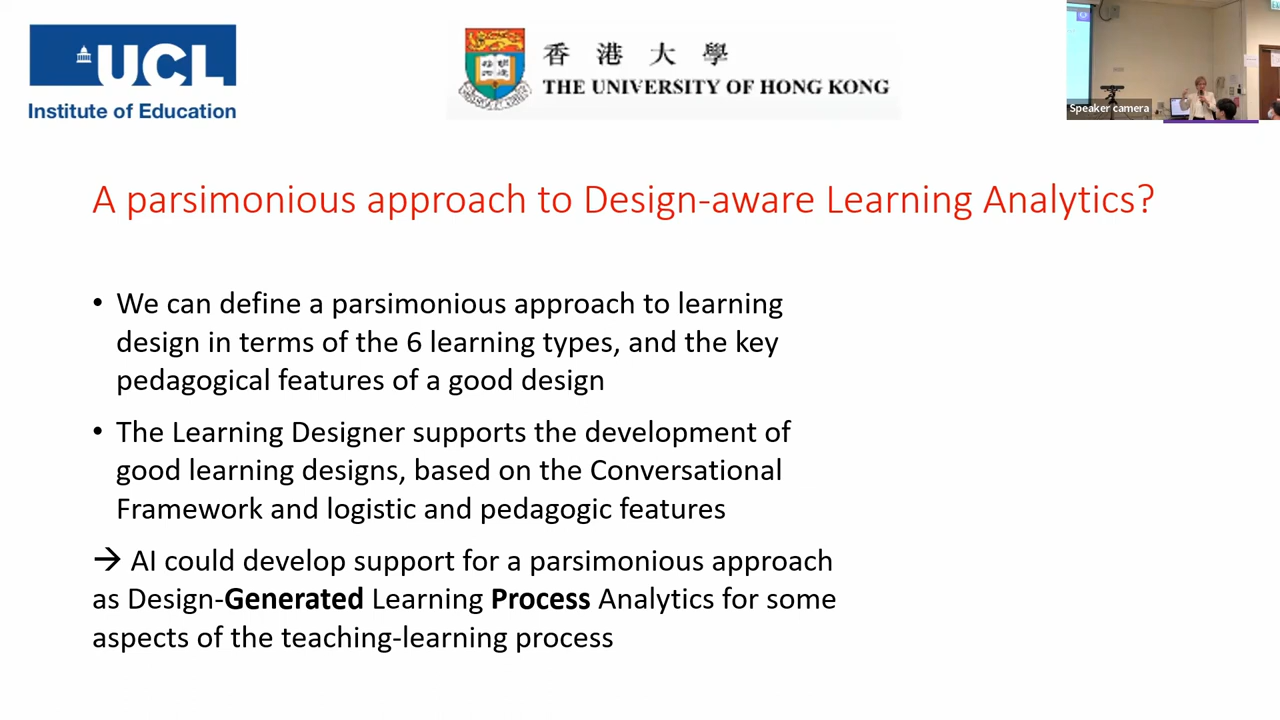 UCL
Institute of Education
香港大學
THE UNIVERSITY OF HONG KONG
Speaker camera
A parsimonious approach to Design-aware Learning Analytics?
• We can define a parsimonious approach to learning
design in terms of the 6 learning types, and the key
pedagogical features of a good design
• The Learning Designer supports the development of
good learning designs, based on the Conversational
Framework and logistic and pedagogic features
→ AI could develop support for a parsimonious approach
as Design-Generated Learning Process Analytics for some
aspects of the teaching-learning process